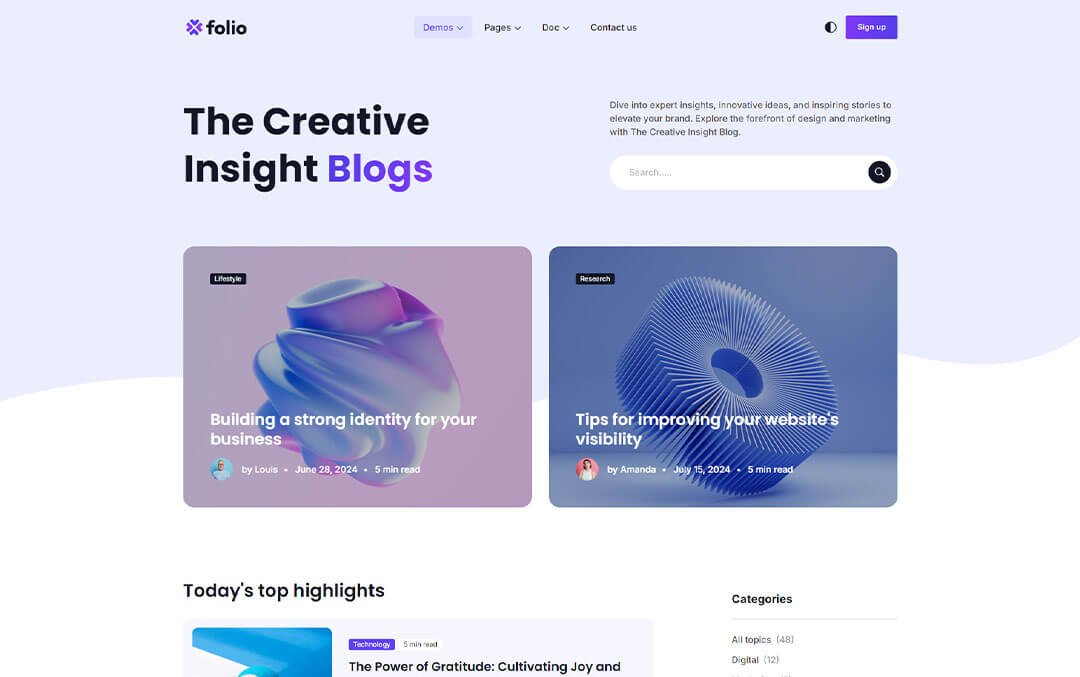 folio
Demos
Pages
Doc
Contact us
Sign up
The Creative
Insight Blogs
Dive into expert insights, innovative ideas, and inspiring stories to
elevate your brand. Explore the forefront of design and marketing
with The Creative Insight Blog.
Search.....
Lifestyle
Building a strong identity for your
business
by Louis • June 28, 2024 • 5 min read
Research
Tips for improving your website's
visibility
by Amanda • July 15, 2024 • 5 min read
Today's top highlights
Technology
5 min read
The Power of Gratitude: Cultivating Joy and
Categories
All topics (48)
Digital (12)